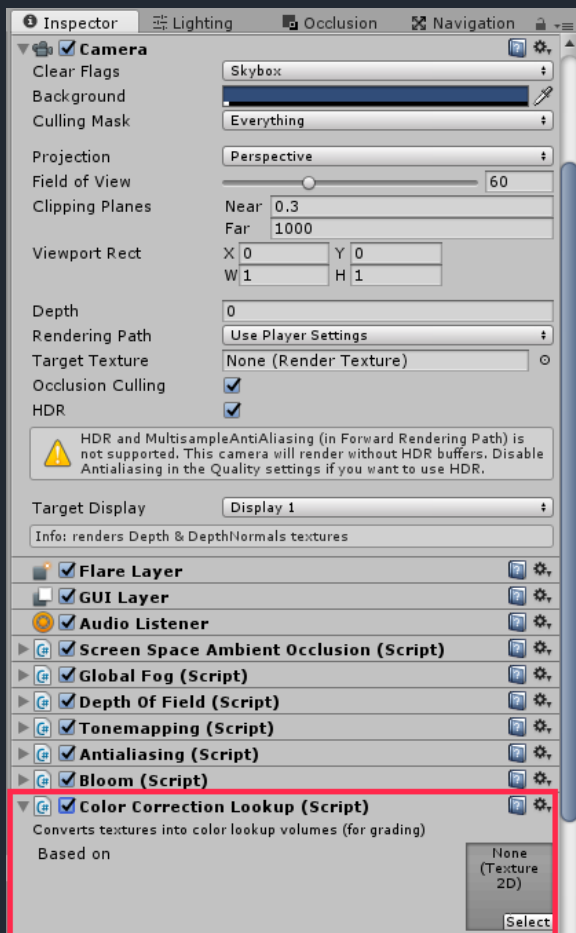 Inspector Lighting Occlusion Navigation
Camera
Clear Flags Skybox
Background
Culling Mask Everything
Projection Perspective
Field of View 60
Clipping Planes Near 0.3
Far 1000
Viewport Rect X 0 Y 0
W 1 H 1
Depth 0
Rendering Path Use Player Settings
Target Texture None (Render Texture)
Occlusion Culling
HDR
HDR and MultisampleAntiAliasing (in Forward Rendering Path) is
not supported. This camera will render without HDR buffers. Disable
Antialiasing in the Quality settings if you want to use HDR.
Target Display Display 1
Info: renders Depth & DepthNormals textures
Flare Layer
GUI Layer
Audio Listener
C# Screen Space Ambient Occlusion (Script)
C# Global Fog (Script)
C# Depth Of Field (Script)
C# Tonemapping (Script)
C# Antialiasing (Script)
C# Bloom (Script)
C# Color Correction Lookup (Script)
Converts textures into color lookup volumes (for grading)
Based on None
(Texture
2D)
Select